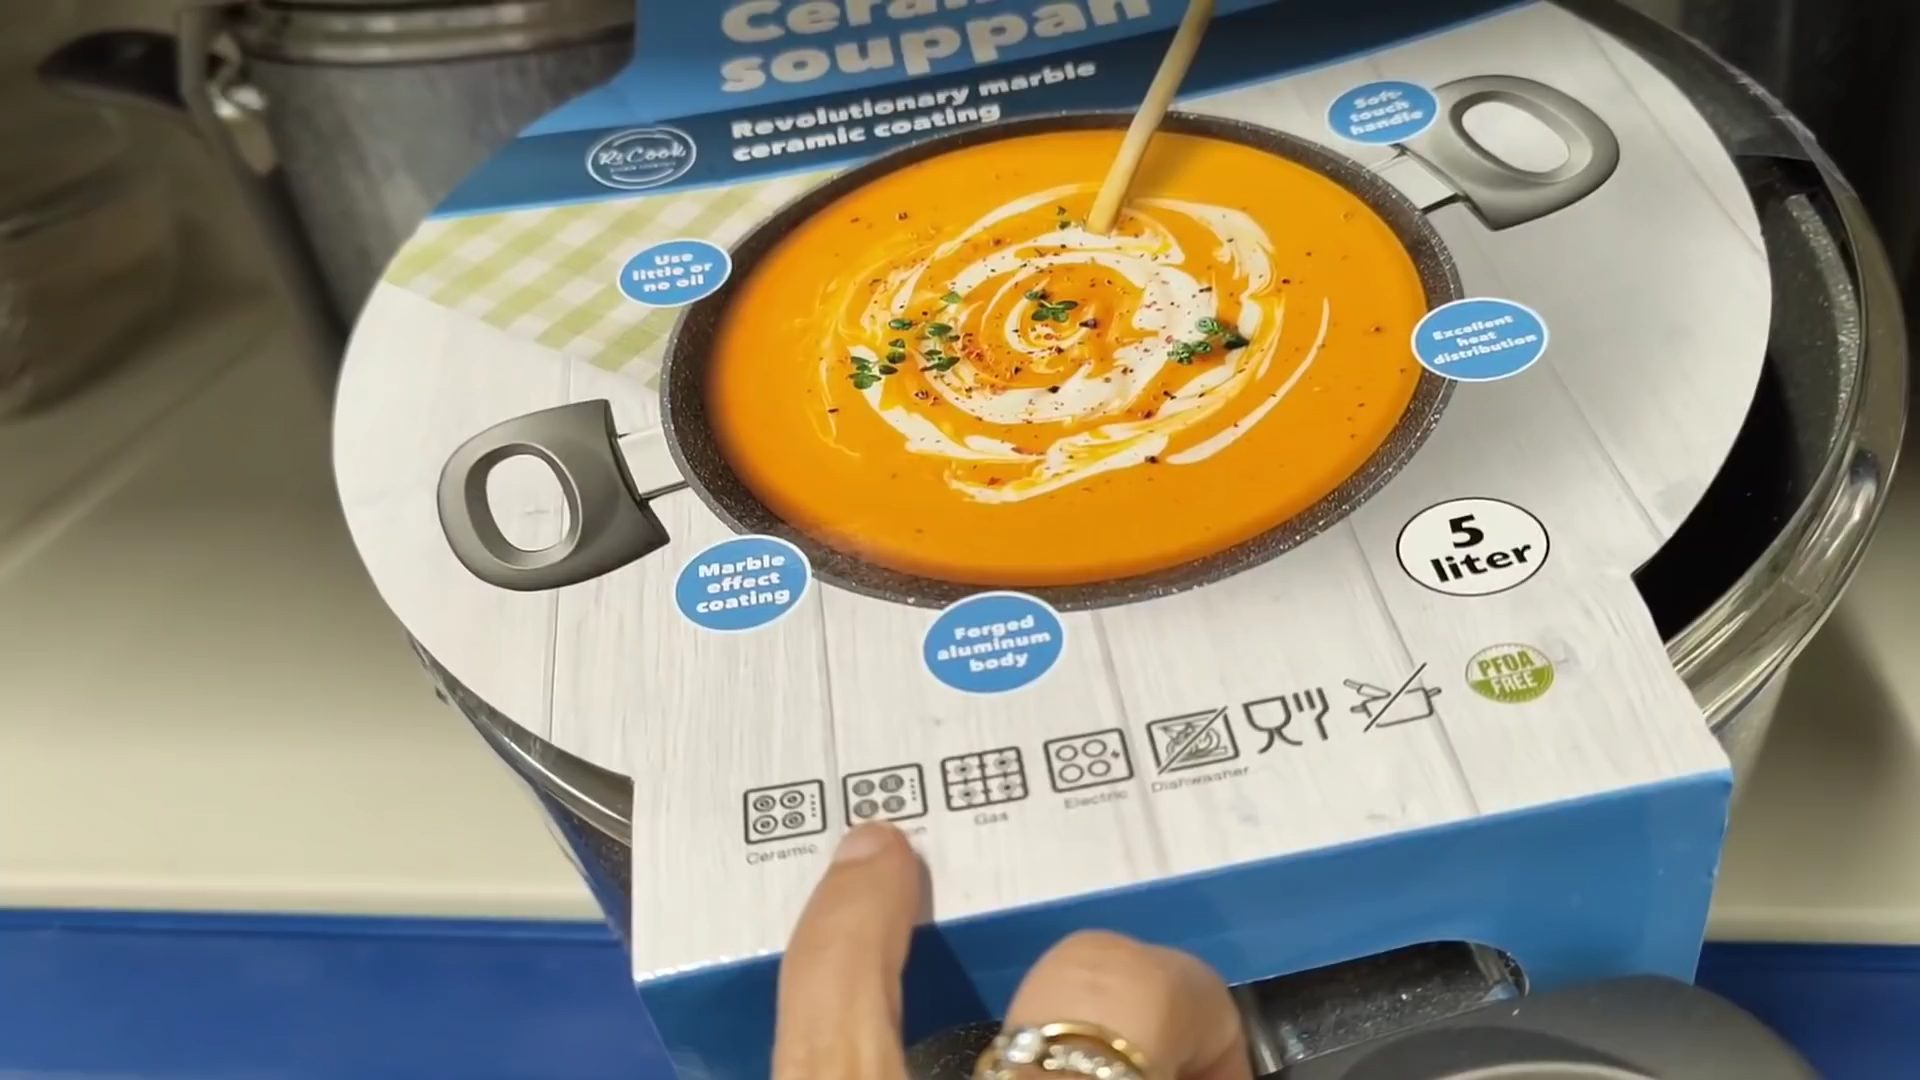 souppan
Revolutionary marble
ceramic coating
Soft-
touch
handle
Use
little or
no oil
Excellent
heat
distribution
5
liter
Marble
effect
coating
Forged
aluminum
body
PFOA
FREE
Ceramic
Gas
Electric
Dishwasher